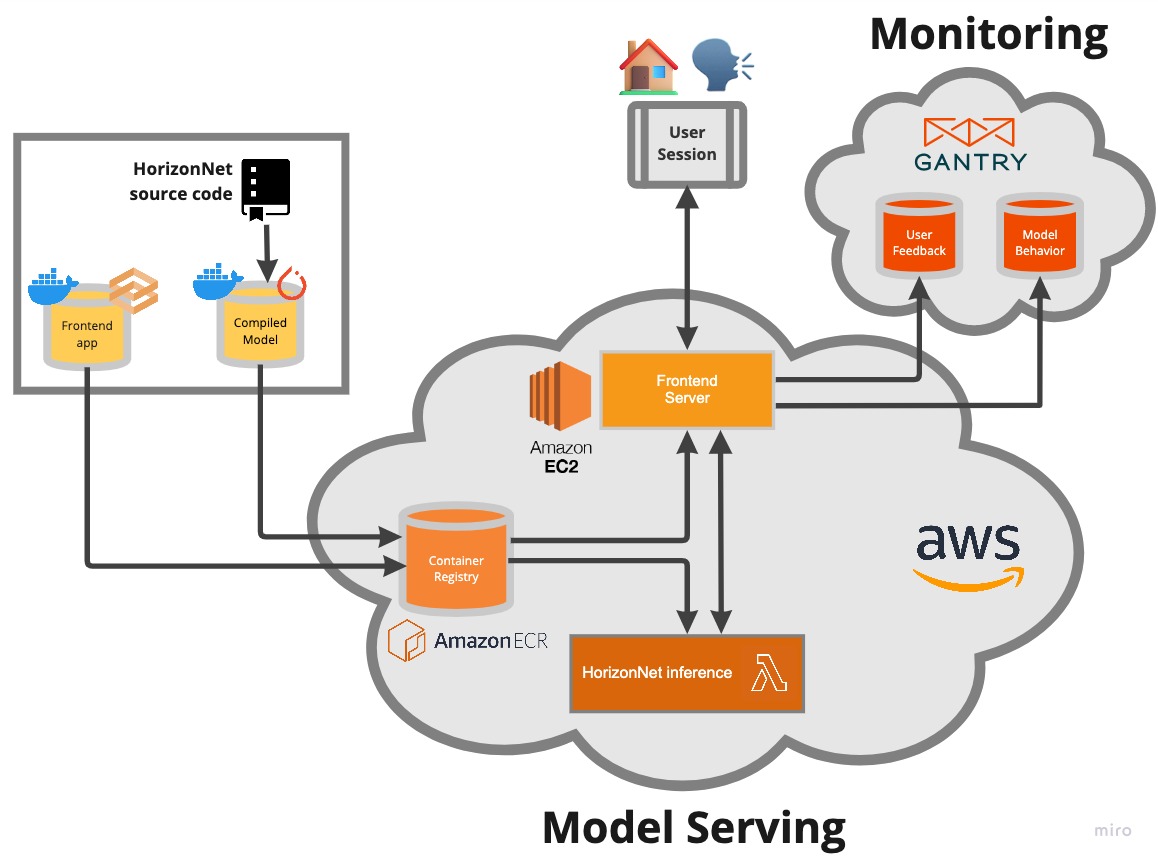 Monitoring
User
Session
GANTRY
User
Feedback
Model
Behavior
HorizonNet
source code
Frontend
app
Compiled
Model
Frontend
Server
Amazon
EC2
aws
Container
Registry
Amazon ECR
HorizonNet inference
Model Serving
miro